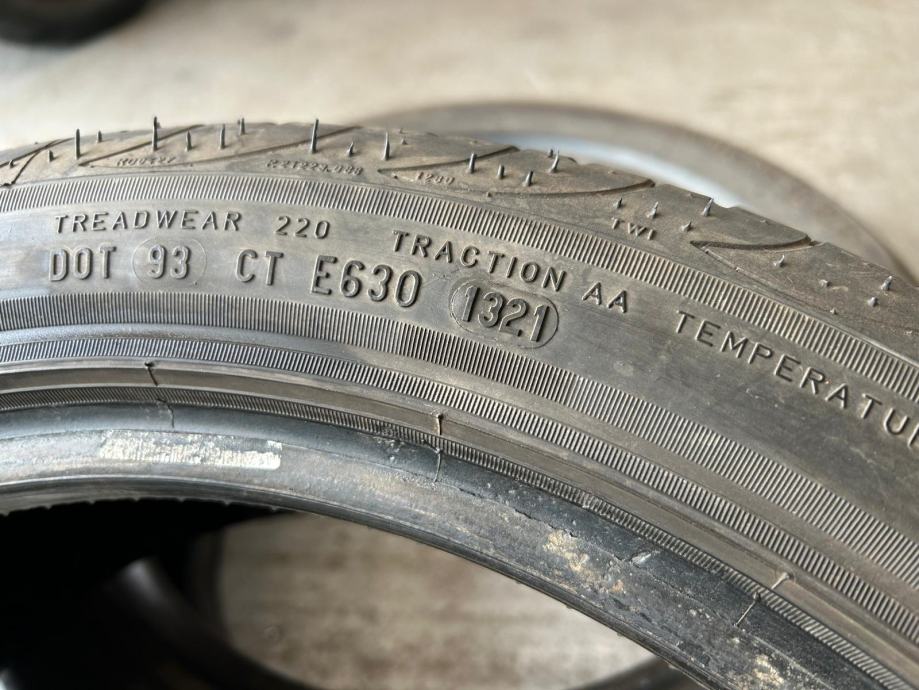 TREADWEAR 220 TRACTION AA TEMPERATU
DOT 93 CT E630 1321
TWI